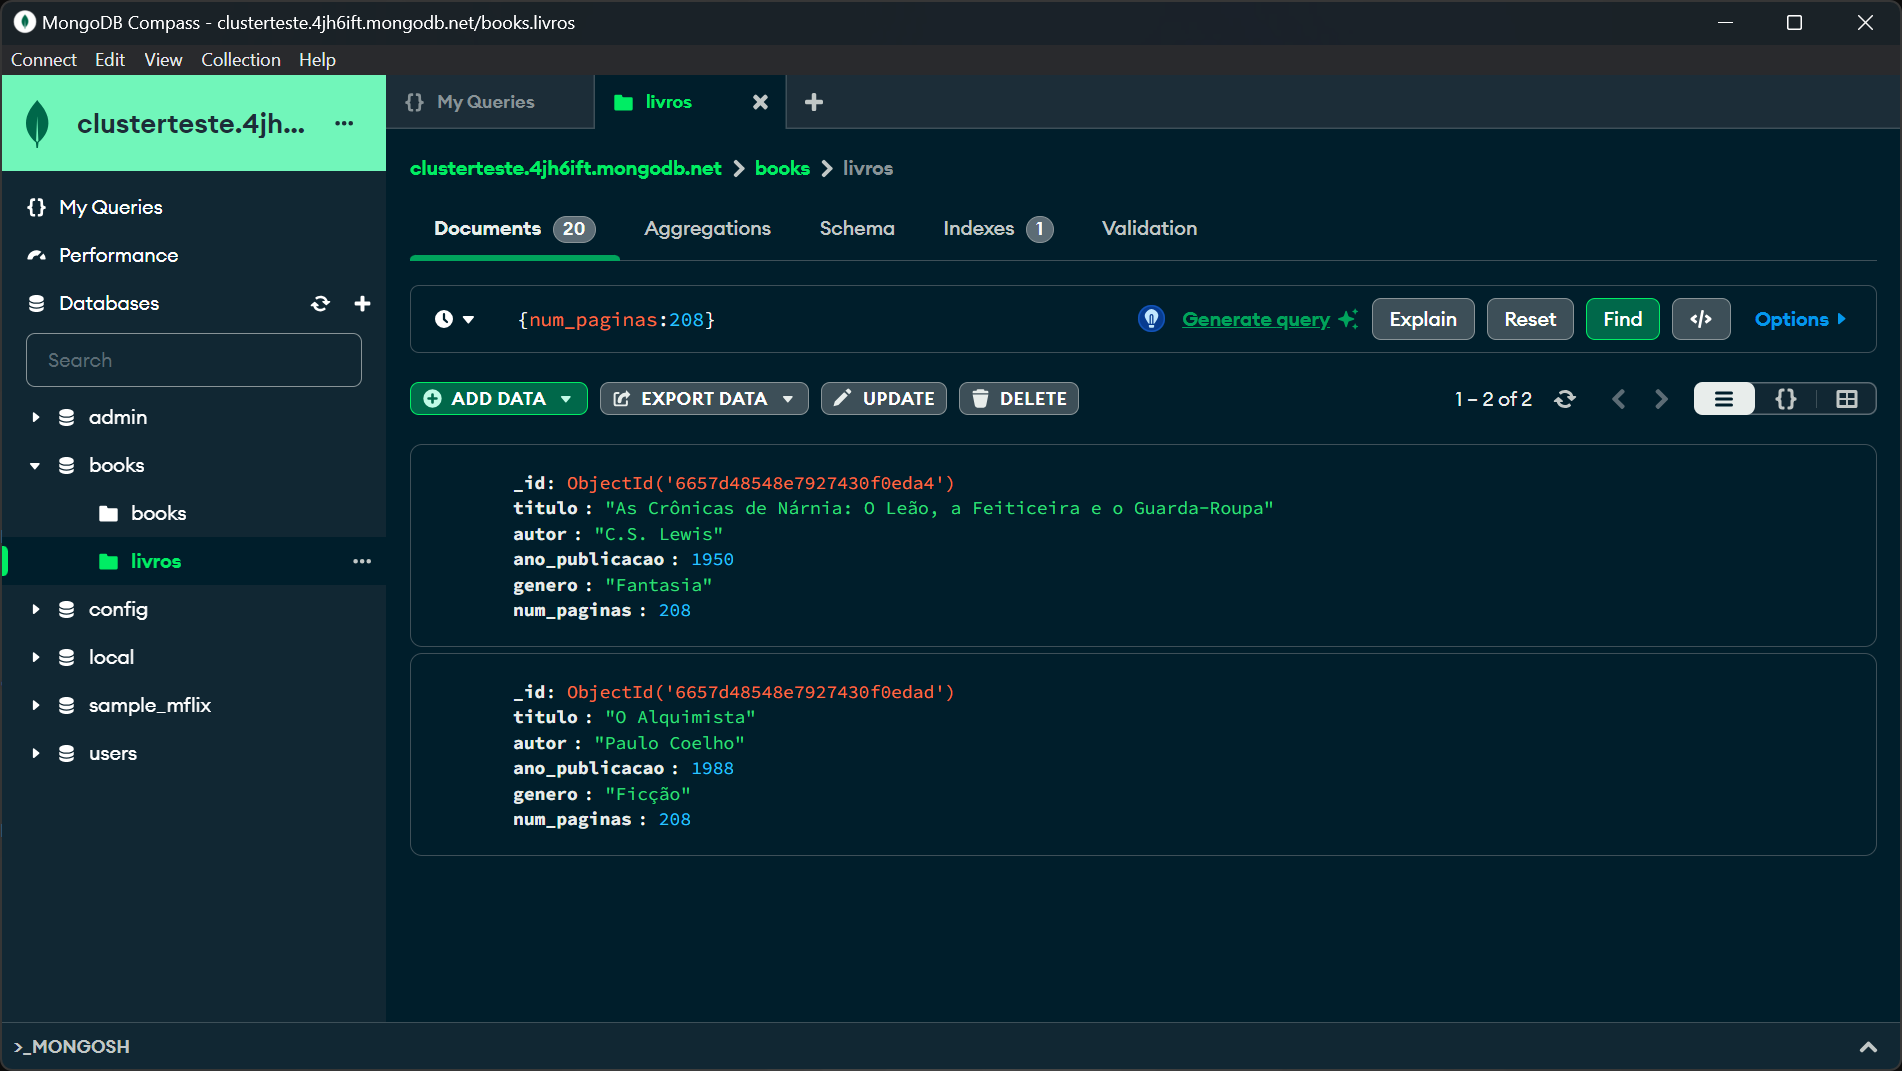 MongoDB Compass - clusterteste.4jh6ift.mongodb.net/books.livros
Connect Edit View Collection Help
clusterteste.4jh...
{} My Queries
livros
My Queries
Performance
Databases
Search
admin
books
books
livros
config
local
sample_mflix
users
clusterteste.4jh6ift.mongodb.net > books > livros
Documents 20 Aggregations Schema Indexes 1 Validation
{num_paginas:208}
Generate query Explain Reset Find </> Options
ADD DATA EXPORT DATA UPDATE DELETE 1 – 2 of 2 {}
_id: ObjectId('6657d48548e7927430f0eda4')
titulo : "As Crônicas de Nárnia: O Leão, a Feiticeira e o Guarda-Roupa"
autor : "C.S. Lewis"
ano_publicacao : 1950
genero : "Fantasia"
num_paginas : 208
_id: ObjectId('6657d48548e7927430f0edad')
titulo : "O Alquimista"
autor : "Paulo Coelho"
ano_publicacao : 1988
genero : "Ficção"
num_paginas : 208
>_MONGOSH